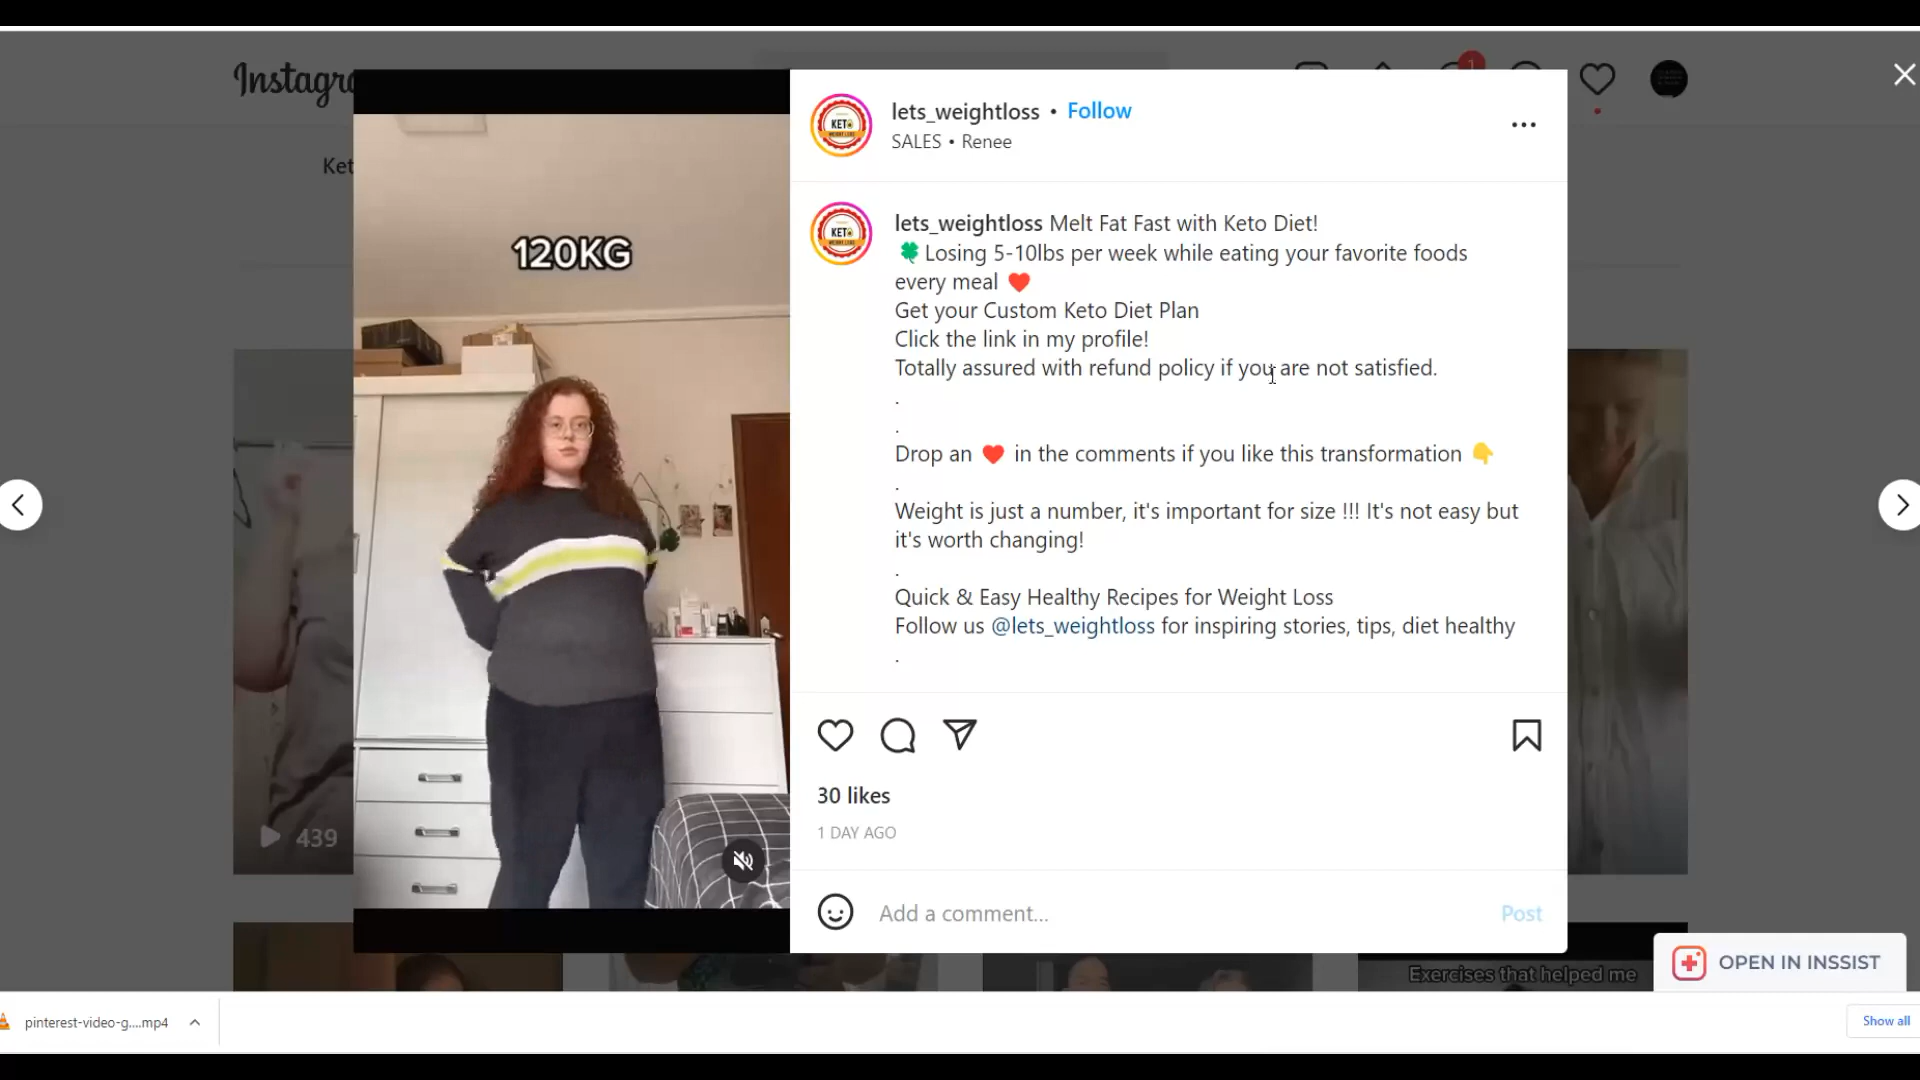 Instagra
1
Ket
120KG
439
lets_weightloss • Follow
SALES • Renee
KETO
KETO
lets_weightloss Melt Fat Fast with Keto Diet!
🍀Losing 5-10lbs per week while eating your favorite foods
every meal ♥️
Get your Custom Keto Diet Plan
Click the link in my profile!
Totally assured with refund policy if you are not satisfied.
.
.
Drop an ♥️ in the comments if you like this transformation 👇
.
Weight is just a number, it's important for size !!! It's not easy but
it's worth changing!
.
Quick & Easy Healthy Recipes for Weight Loss
Follow us @lets_weightloss for inspiring stories, tips, diet healthy
.
30 likes
1 DAY AGO
Add a comment...
Post
Exercises that helped me
OPEN IN INSSIST
pinterest-video-g....mp4
Show all